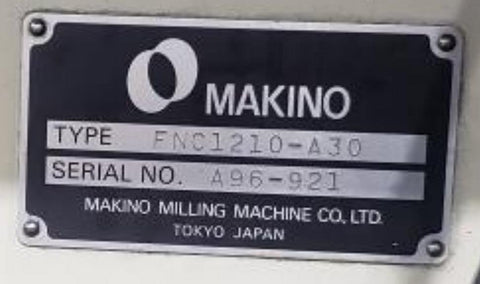 MAKINO
TYPE FNC1210-A30
SERIAL NO. A96-921
MAKINO MILLING MACHINE CO., LTD.
TOKYO JAPAN